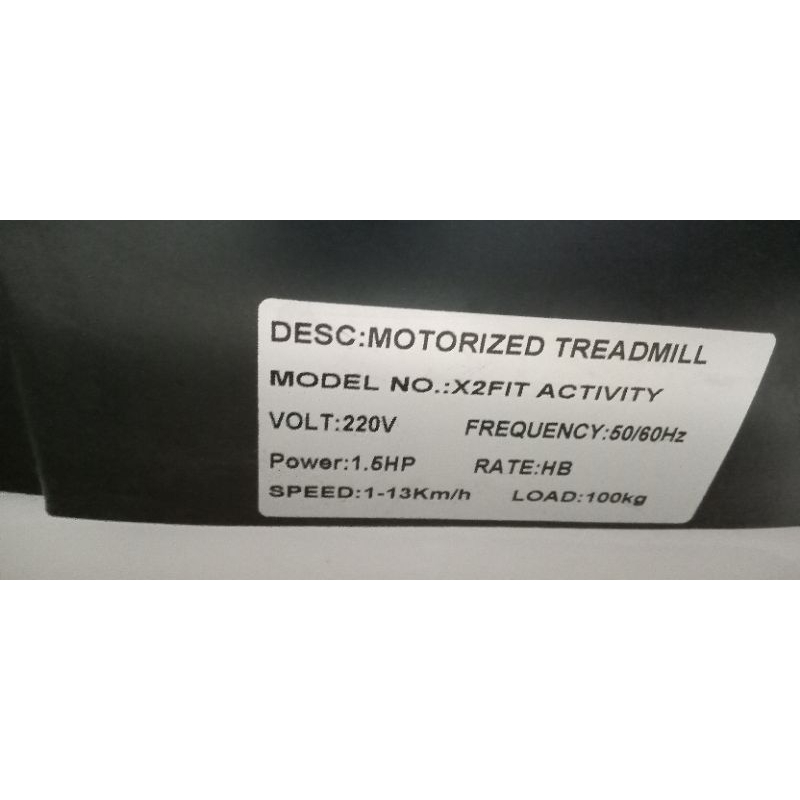 DESC:MOTORIZED TREADMILL
MODEL NO.:X2FIT ACTIVITY
VOLT:220V FREQUENCY:50/60Hz
Power:1.5HP RATE:HB
SPEED:1-13Km/h LOAD:100kg